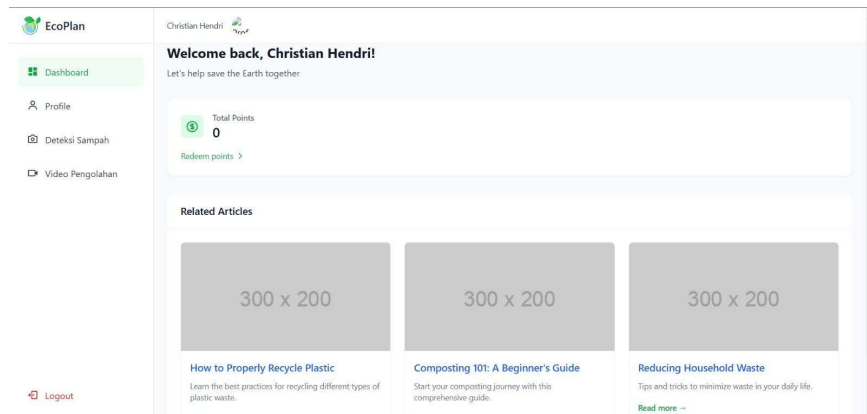 EcoPlan
Christian Hendri
Dashboard
Profile
Deteksi Sampah
Video Pengolahan
Logout
Welcome back, Christian Hendri!
Let's help save the Earth together
Total Points
0
Redeem points >
Related Articles
300 x 200
How to Properly Recycle Plastic
Learn the best practices for recycling different types of
plastic waste.
300 x 200
Composting 101: A Beginner's Guide
Start your composting journey with this
comprehensive guide.
300 x 200
Reducing Household Waste
Tips and tricks to minimize waste in your daily life.
Read more →